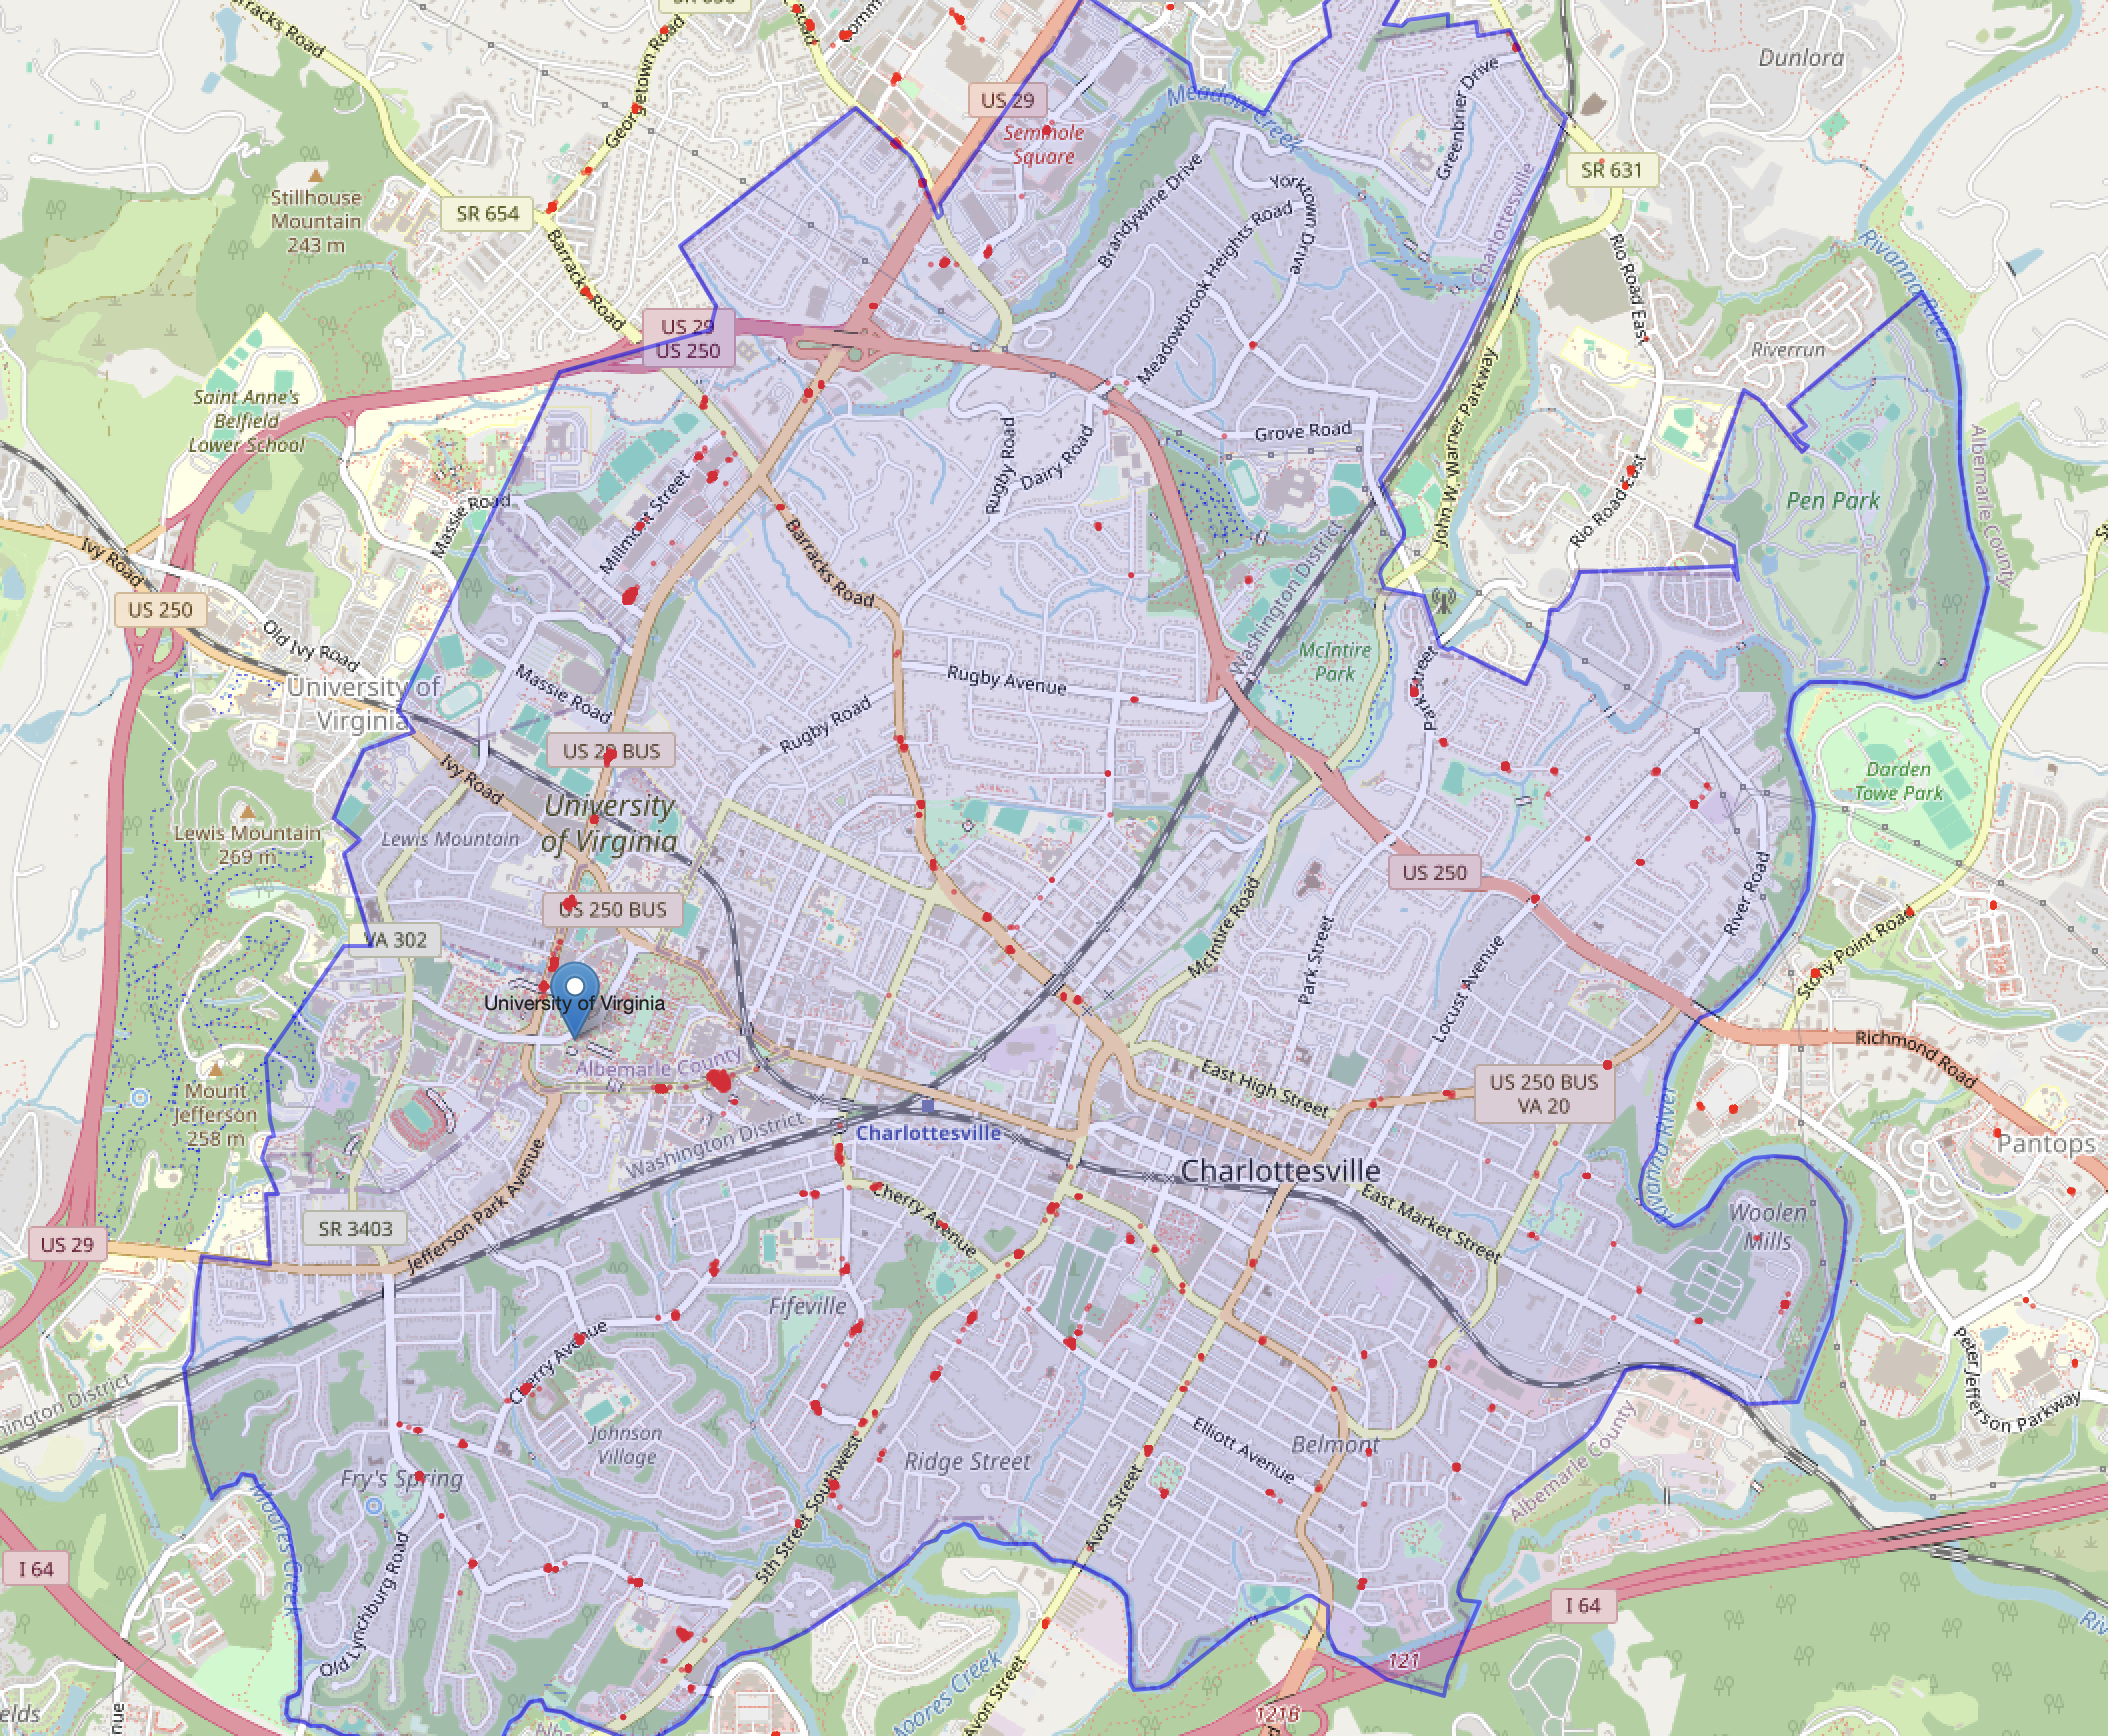 Barracks Road
Georgetown Road
US 29
Seminole
Square
Meadow Creek
Greenbrier Drive
Dunlora
SR 631
Stillhouse
Mountain
243 m
SR 654
Barracks Road
Brandywine Drive
Yorktown Drive
Meadowbrook Heights Road
Charlottesville
Rio Road East
Rivanna River
Riverrun
US 29
US 250
Saint Anne's
Belfield
Lower School
Massie Road
Millmont Street
Rugby Road
Dairy Road
Grove Road
John W. Warner Parkway
Rio Road East
Pen Park
Albemarle County
Ivy Road
US 250
Old Ivy Road
Barracks Road
Washington District
McIntire
Park
University of
Virginia
Massie Road
Rugby Avenue
Rugby Road
Park Street
US 29 BUS
Ivy Road
University
of Virginia
Lewis Mountain
Lewis Mountain
269 m
Darden
Towe Park
US 250
River Road
US 250 BUS
VA 302
McIntire Road
Park Street
Locust Avenue
Stony Point Road
University of Virginia
Richmond Road
Albemarle County
East High Street
US 250 BUS
VA 20
Mount
Jefferson
258 m
Washington District
Charlottesville
Rivanna River
Pantops
Charlottesville
Jefferson Park Avenue
Cherry Avenue
East Market Street
Woolen
Mills
SR 3403
US 29
Fifeville
Cherry Avenue
Peter Jefferson Parkway
Johnson
Village
Elliott Avenue
Belmont
Ridge Street
Fry's Spring
Albemarle County
Moores Creek
5th Street Southwest
Avon Street
I 64
Old Lynchburg Road
I 64
121
Moores Creek
Avon Street
121B